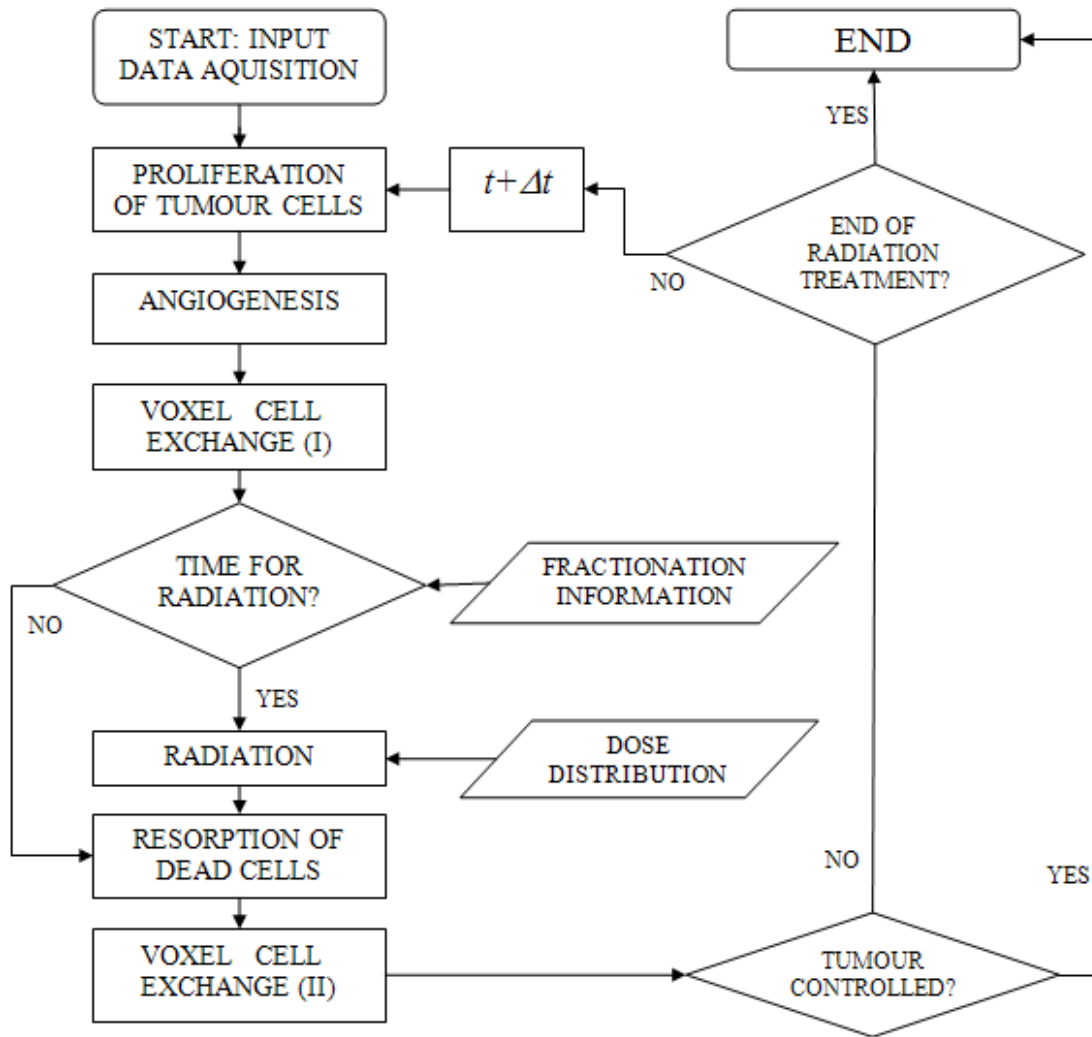 START: INPUT
DATA AQUISITION
END
YES
PROLIFERATION
OF TUMOUR CELLS
t+Δt
END OF
RADIATION
TREATMENT?
NO
ANGIOGENESIS
VOXEL CELL
EXCHANGE (I)
TIME FOR
RADIATION?
FRACTIONATION
INFORMATION
NO
YES
RADIATION
DOSE
DISTRIBUTION
RESORPTION OF
DEAD CELLS
NO
YES
VOXEL CELL
EXCHANGE (II)
TUMOUR
CONTROLLED?